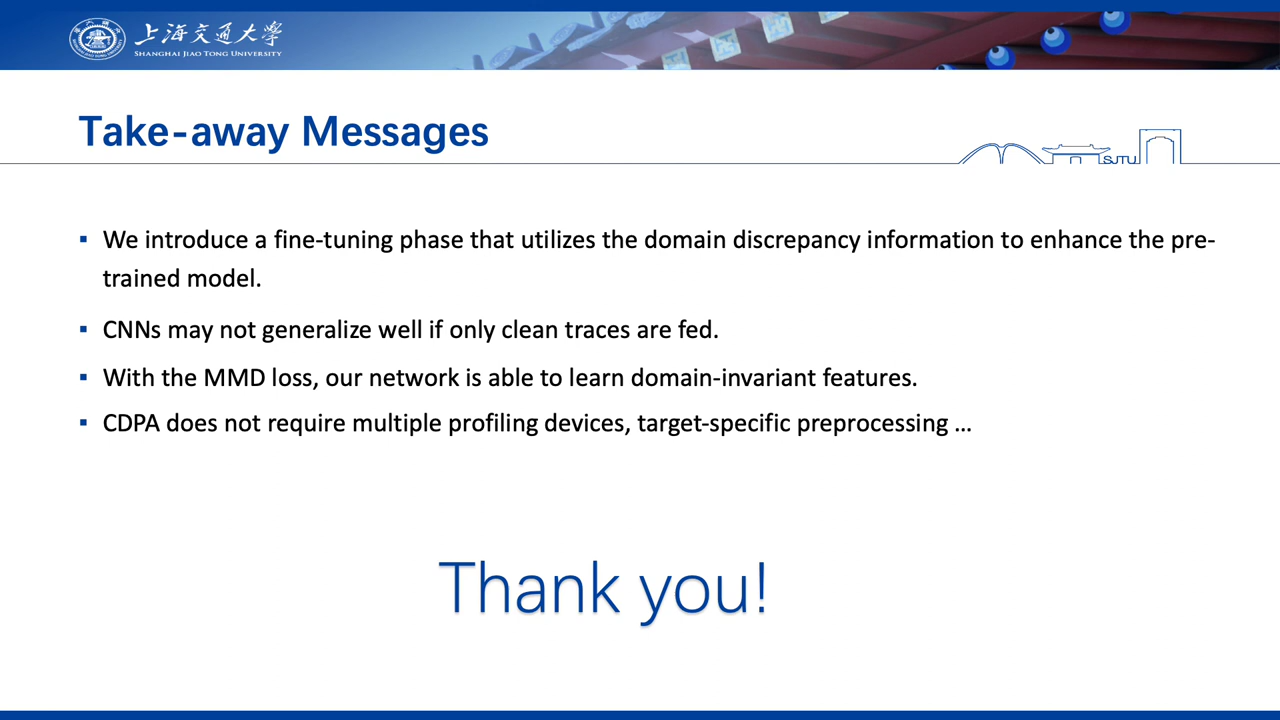 上海交通大学
SHANGHAI JIAO TONG UNIVERSITY
Take-away Messages
SJTU
We introduce a fine-tuning phase that utilizes the domain discrepancy information to enhance the pre-
trained model.
CNNs may not generalize well if only clean traces are fed.
With the MMD loss, our network is able to learn domain-invariant features.
CDPA does not require multiple profiling devices, target-specific preprocessing …
Thank you!